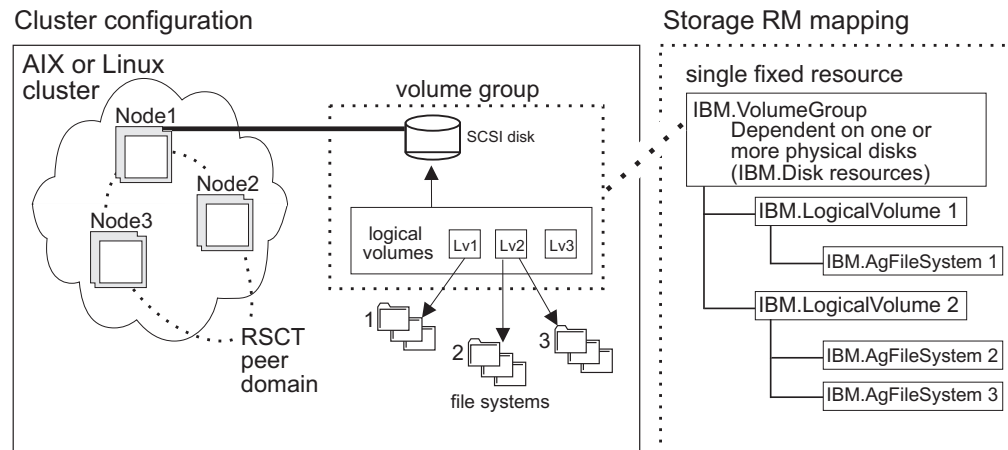 Cluster configuration
AIX or Linux
cluster
Node1
Node2
Node3
RSCT
peer
domain
volume group
SCSI disk
logical
volumes
Lv1
Lv2
Lv3
1
2
3
file systems
Storage RM mapping
single fixed resource
IBM.VolumeGroup
Dependent on one or
more physical disks
(IBM.Disk resources)
IBM.LogicalVolume 1
IBM.AgFileSystem 1
IBM.LogicalVolume 2
IBM.AgFileSystem 2
IBM.AgFileSystem 3